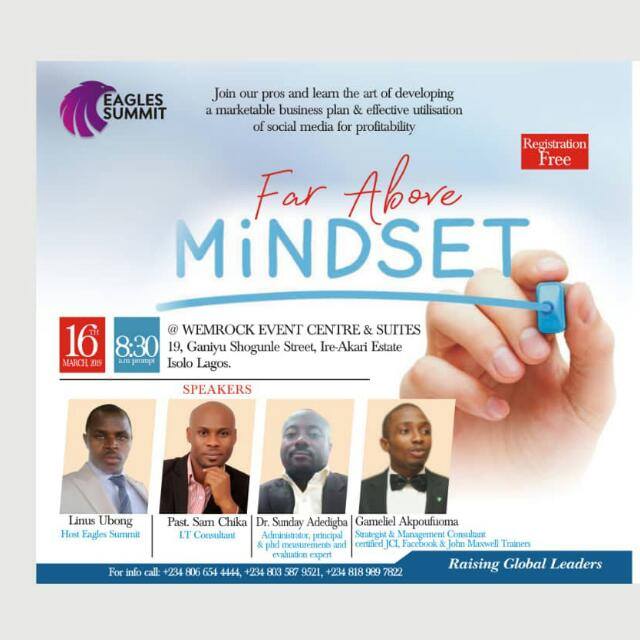 EAGLES
SUMMIT
Join our pros and learn the art of developing
a marketable business plan & effective utilisation
of social media for profitability
Registration
Free
Far Above
MiNDSET
16TH
MARCH, 2019
8:30
a.m prompt
@ WEMROCK EVENT CENTRE & SUITES
19, Ganiyu Shogunle Street, Ire-Akari Estate
Isolo Lagos.
SPEAKERS
Linus Ubong
Host Eagles Summit
Past. Sam Chika
I.T Consultant
Dr. Sunday Adedigba
Administrator, principal
& phd measurements and
evaluation expert
Gameliel Akpofuoma
Strategist & Management Consultant
certified JCI, Facebook & John Maxwell Trainers
For info call: +234 806 654 4444, +234 803 587 9521, +234 818 989 7822
Raising Global Leaders